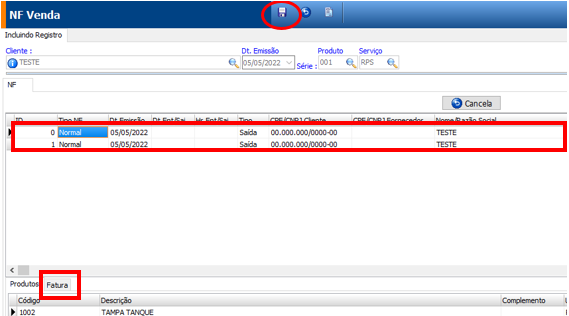 NF Venda
Incluindo Registro
Cliente : Dt. Emissão Produto Serviço
TESTE 05/05/2022 Série : 001 RPS
NF
Cancela
ID Tipo NF Dt Emissão Dt Ent/Sai Hr Ent/Sai Tipo CPF/CNPJ Cliente CPF/CNPJ Fornecedor Nome/Razão Social
0 Normal 05/05/2022 Saída 00.000.000/0000-00 TESTE
1 Normal 05/05/2022 Saída 00.000.000/0000-00 TESTE
Produtos Fatura
Código Descrição Complemento
1002 TAMPA TANQUE